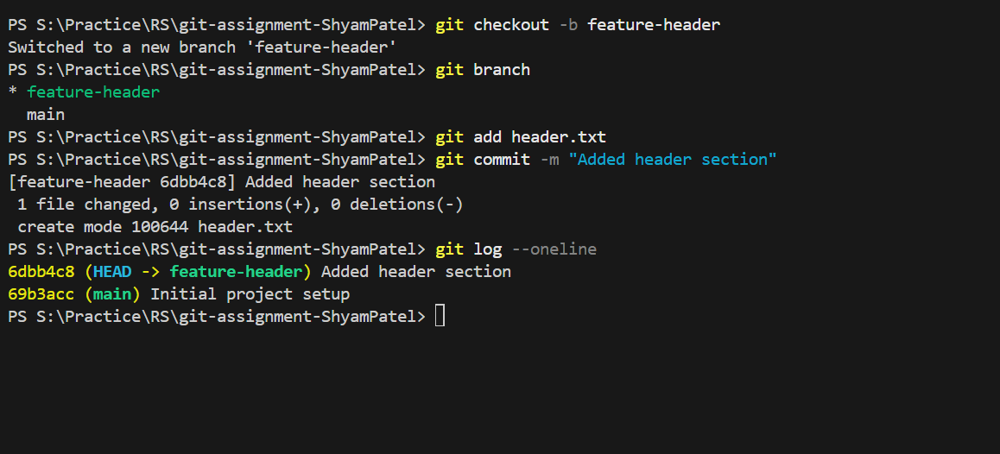 PS S:\Practice\RS\git-assignment-ShyamPatel> git checkout -b feature-header
Switched to a new branch 'feature-header'
PS S:\Practice\RS\git-assignment-ShyamPatel> git branch
* feature-header
  main
PS S:\Practice\RS\git-assignment-ShyamPatel> git add header.txt
PS S:\Practice\RS\git-assignment-ShyamPatel> git commit -m "Added header section"
[feature-header 6dbb4c8] Added header section
 1 file changed, 0 insertions(+), 0 deletions(-)
 create mode 100644 header.txt
PS S:\Practice\RS\git-assignment-ShyamPatel> git log --oneline
6dbb4c8 (HEAD -> feature-header) Added header section
69b3acc (main) Initial project setup
PS S:\Practice\RS\git-assignment-ShyamPatel>